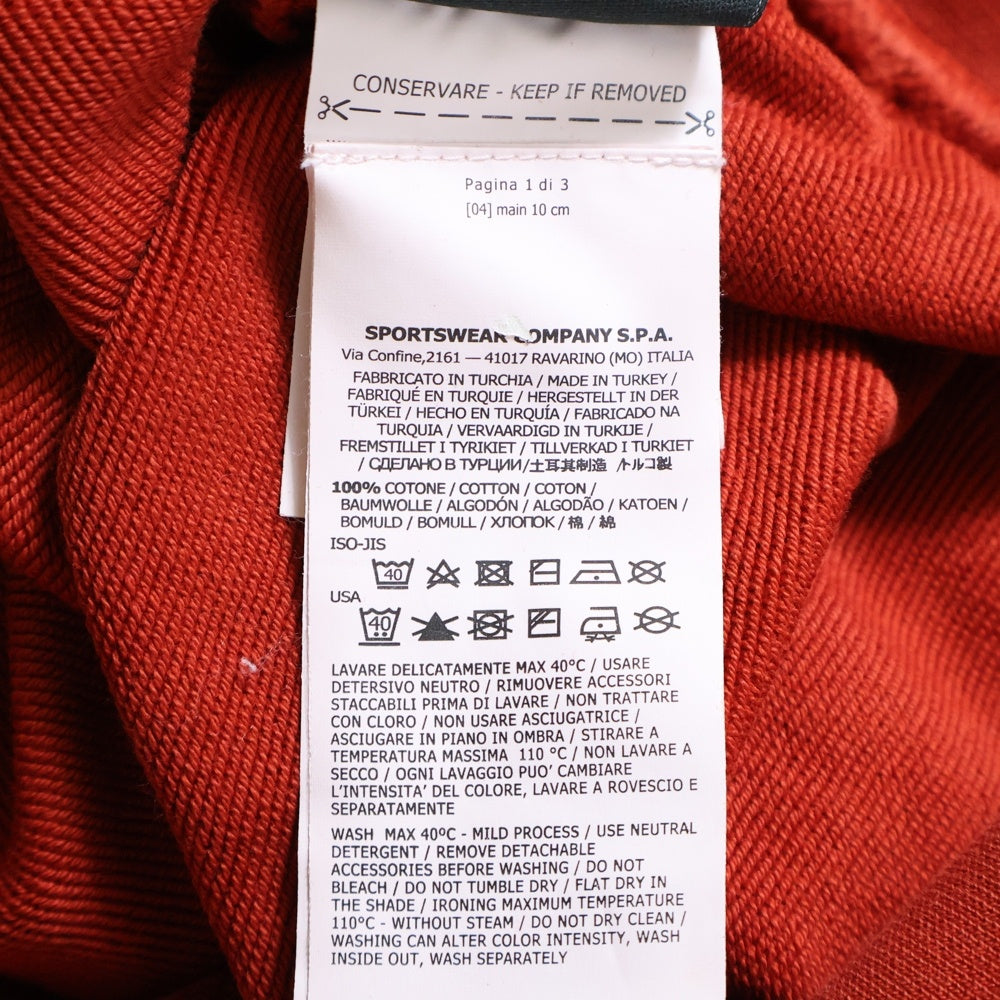 CONSERVARE - KEEP IF REMOVED
Pagina 1 di 3
[04] main 10 cm
SPORTSWEAR COMPANY S.P.A.
Via Confine,2161 — 41017 RAVARINO (MO) ITALIA
FABBRICATO IN TURCHIA / MADE IN TURKEY /
FABRIQUÉ EN TURQUIE / HERGESTELLT IN DER
TÜRKEI / HECHO EN TURQUÍA / FABRICADO NA
TURQUIA / VERVAARDIGD IN TURKIJE /
FREMSTILLET I TYRKIET / TILLVERKAD I TURKIET
/ СДЕЛАНО В ТУРЦИИ/土耳其制造 /トルコ製
100% COTONE / COTTON / COTON /
BAUMWOLLE / ALGODÓN / ALGODÃO / KATOEN /
BOMULD / BOMULL / ХЛОПОК / 棉 / 綿
ISO-JIS
40
USA
40
LAVARE DELICATAMENTE MAX 40°C / USARE
DETERSIVO NEUTRO / RIMUOVERE ACCESSORI
STACCABILI PRIMA DI LAVARE / NON TRATTARE
CON CLORO / NON USARE ASCIUGATRICE /
ASCIUGARE IN PIANO IN OMBRA / STIRARE A
TEMPERATURA MASSIMA 110 °C / NON LAVARE A
SECCO / OGNI LAVAGGIO PUO' CAMBIARE
L'INTENSITA' DEL COLORE, LAVARE A ROVESCIO E
SEPARATAMENTE
WASH MAX 40ºC - MILD PROCESS / USE NEUTRAL
DETERGENT / REMOVE DETACHABLE
ACCESSORIES BEFORE WASHING / DO NOT
BLEACH / DO NOT TUMBLE DRY / FLAT DRY IN
THE SHADE / IRONING MAXIMUM TEMPERATURE
110°C - WITHOUT STEAM / DO NOT DRY CLEAN /
WASHING CAN ALTER COLOR INTENSITY, WASH
INSIDE OUT, WASH SEPARATELY